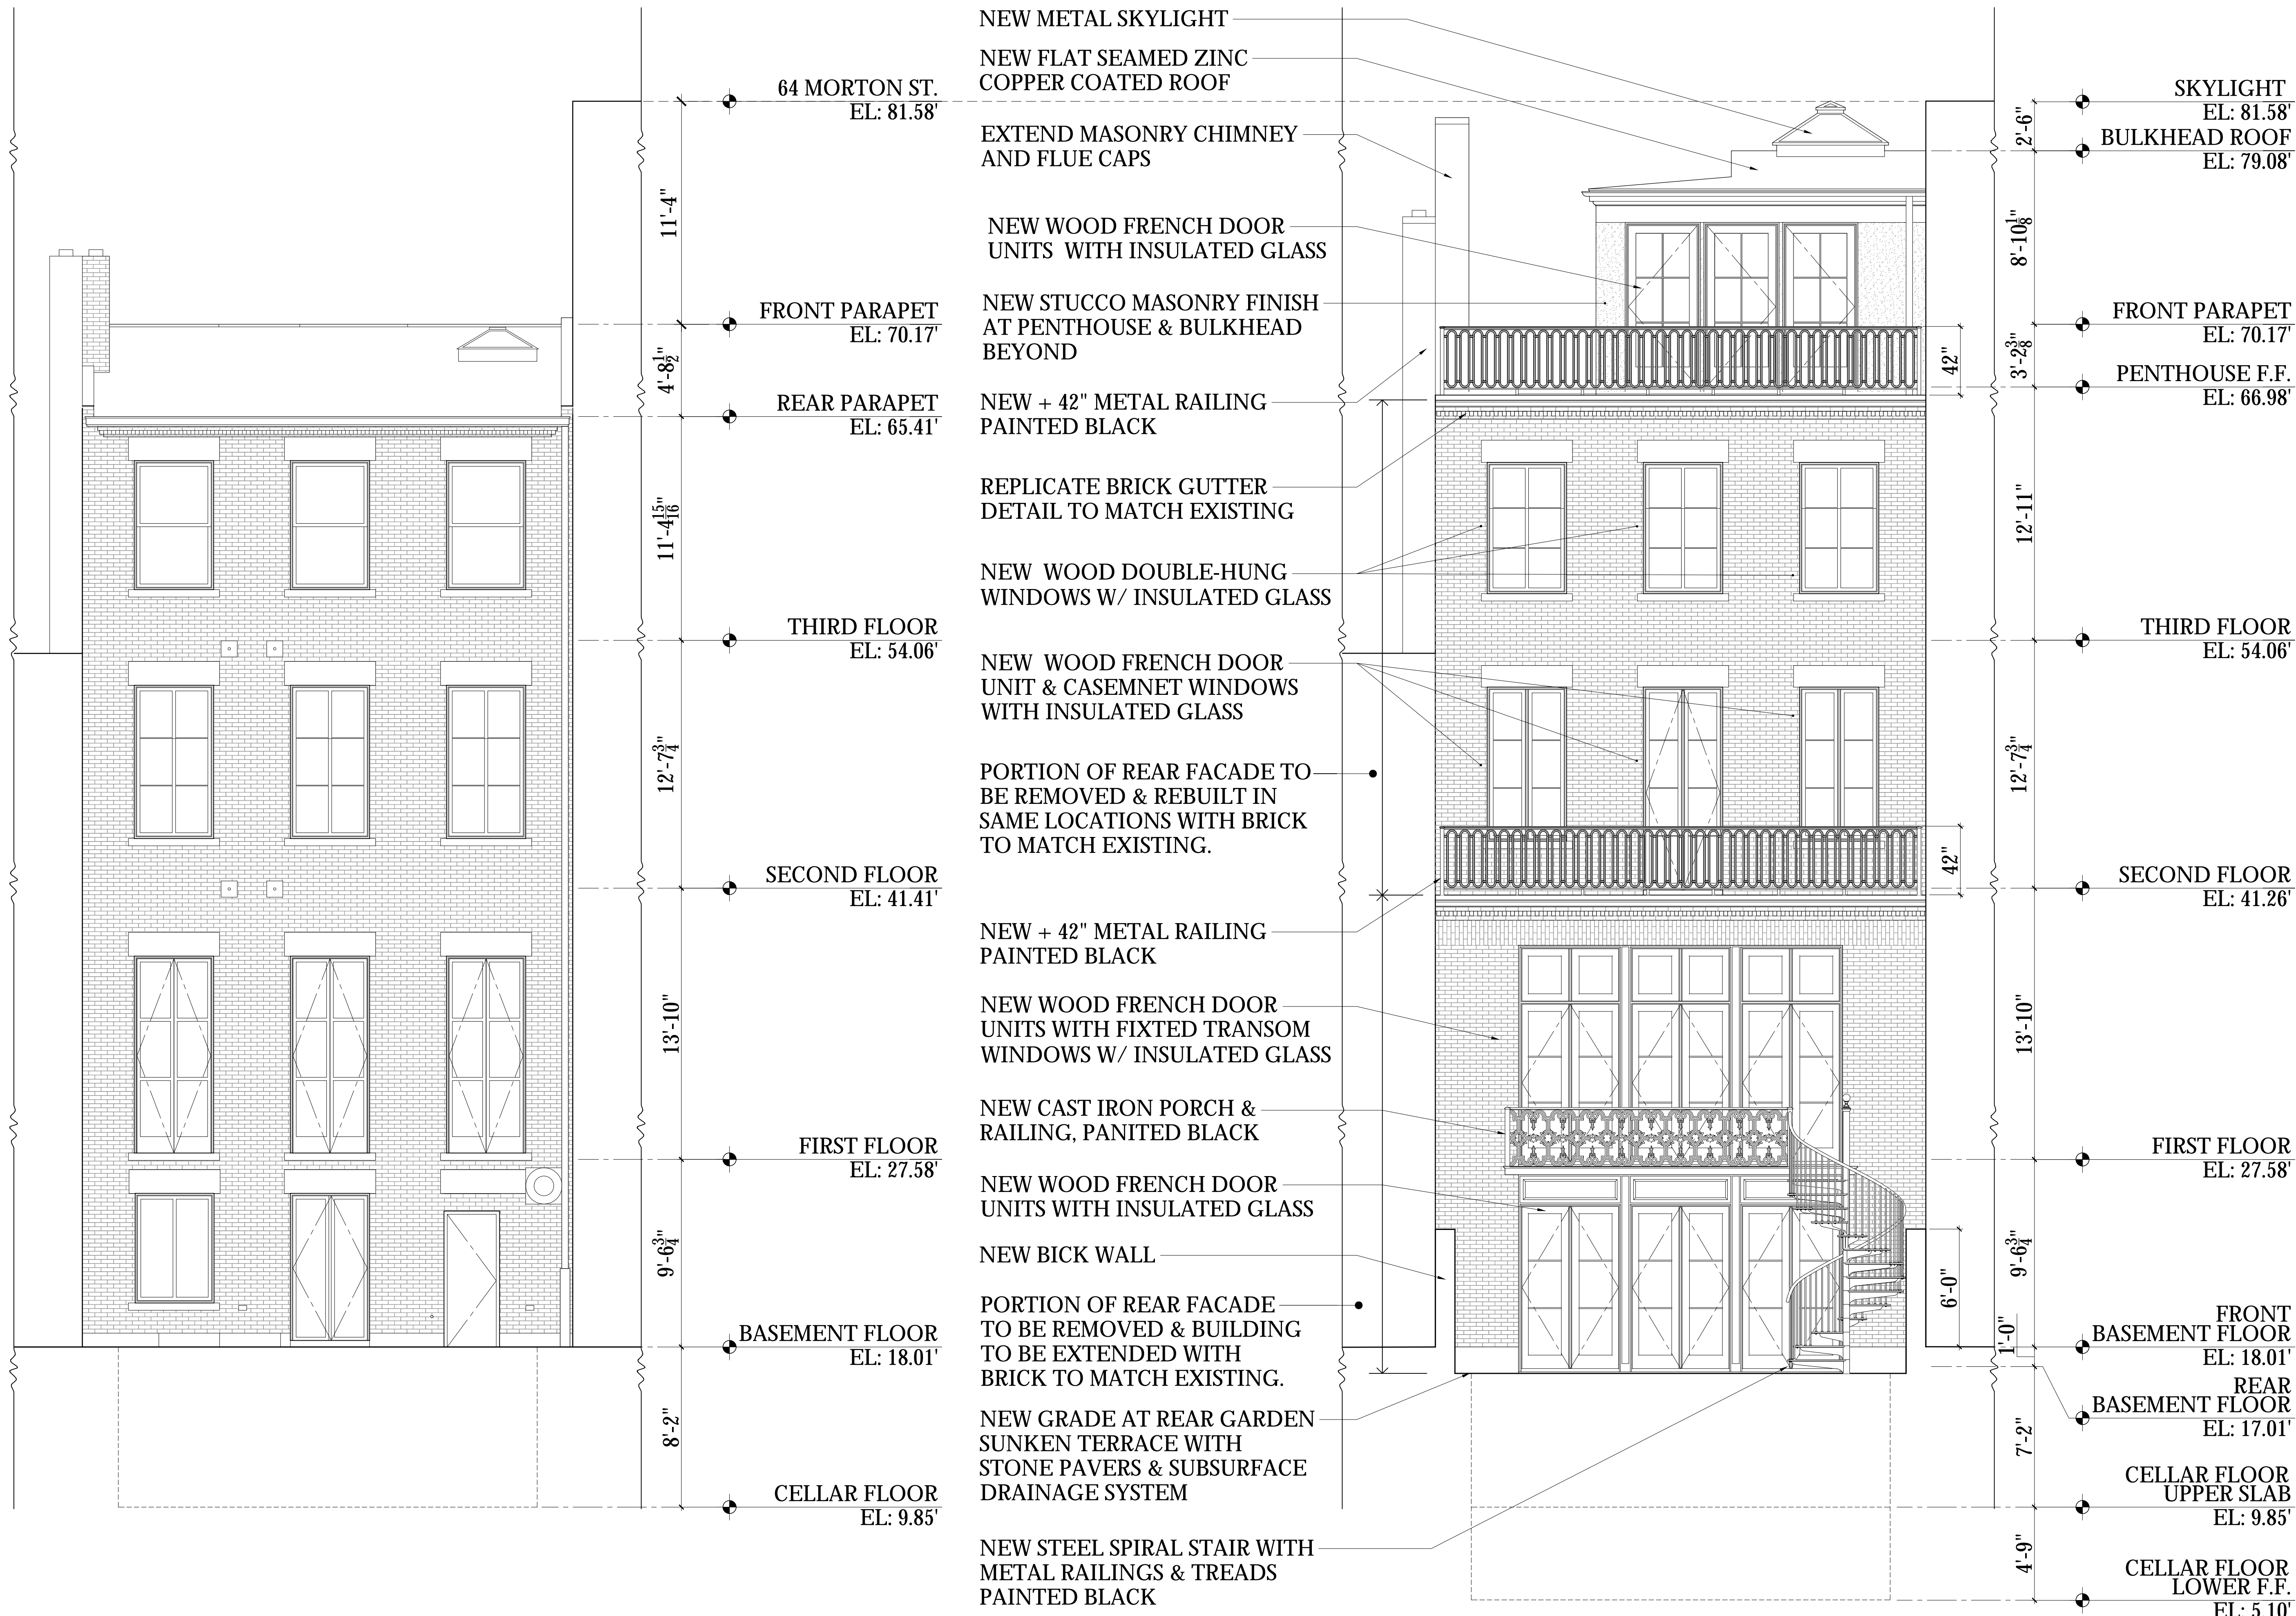 64 MORTON ST.
EL: 81.58'
11'-4"
FRONT PARAPET
EL: 70.17'
4'-8 1/2"
REAR PARAPET
EL: 65.41'
11'-4 15/16"
THIRD FLOOR
EL: 54.06'
12'-7 3/4"
SECOND FLOOR
EL: 41.41'
13'-10"
FIRST FLOOR
EL: 27.58'
9'-6 3/4"
BASEMENT FLOOR
EL: 18.01'
8'-2"
CELLAR FLOOR
EL: 9.85'
NEW METAL SKYLIGHT
NEW FLAT SEAMED ZINC
COPPER COATED ROOF
EXTEND MASONRY CHIMNEY
AND FLUE CAPS
NEW WOOD FRENCH DOOR
UNITS WITH INSULATED GLASS
NEW STUCCO MASONRY FINISH
AT PENTHOUSE & BULKHEAD
BEYOND
NEW + 42" METAL RAILING
PAINTED BLACK
REPLICATE BRICK GUTTER
DETAIL TO MATCH EXISTING
NEW WOOD DOUBLE-HUNG
WINDOWS W/ INSULATED GLASS
NEW WOOD FRENCH DOOR
UNIT & CASEMNET WINDOWS
WITH INSULATED GLASS
PORTION OF REAR FACADE TO
BE REMOVED & REBUILT IN
SAME LOCATIONS WITH BRICK
TO MATCH EXISTING.
NEW + 42" METAL RAILING
PAINTED BLACK
NEW WOOD FRENCH DOOR
UNITS WITH FIXTED TRANSOM
WINDOWS W/ INSULATED GLASS
NEW CAST IRON PORCH &
RAILING, PANITED BLACK
NEW WOOD FRENCH DOOR
UNITS WITH INSULATED GLASS
NEW BICK WALL
PORTION OF REAR FACADE
TO BE REMOVED & BUILDING
TO BE EXTENDED WITH
BRICK TO MATCH EXISTING.
NEW GRADE AT REAR GARDEN
SUNKEN TERRACE WITH
STONE PAVERS & SUBSURFACE
DRAINAGE SYSTEM
NEW STEEL SPIRAL STAIR WITH
METAL RAILINGS & TREADS
PAINTED BLACK
42"
42"
6'-0"
SKYLIGHT
EL: 81.58'
2'-6"
BULKHEAD ROOF
EL: 79.08'
8'-10 1/8"
FRONT PARAPET
EL: 70.17'
3'-2 3/8"
PENTHOUSE F.F.
EL: 66.98'
12'-11"
THIRD FLOOR
EL: 54.06'
12'-7 3/4"
SECOND FLOOR
EL: 41.26'
13'-10"
FIRST FLOOR
EL: 27.58'
9'-6 3/4"
FRONT
BASEMENT FLOOR
EL: 18.01'
1'-0"
REAR
BASEMENT FLOOR
EL: 17.01'
7'-2"
CELLAR FLOOR
UPPER SLAB
EL: 9.85'
4'-9"
CELLAR FLOOR
LOWER F.F.
EL: 5.10'